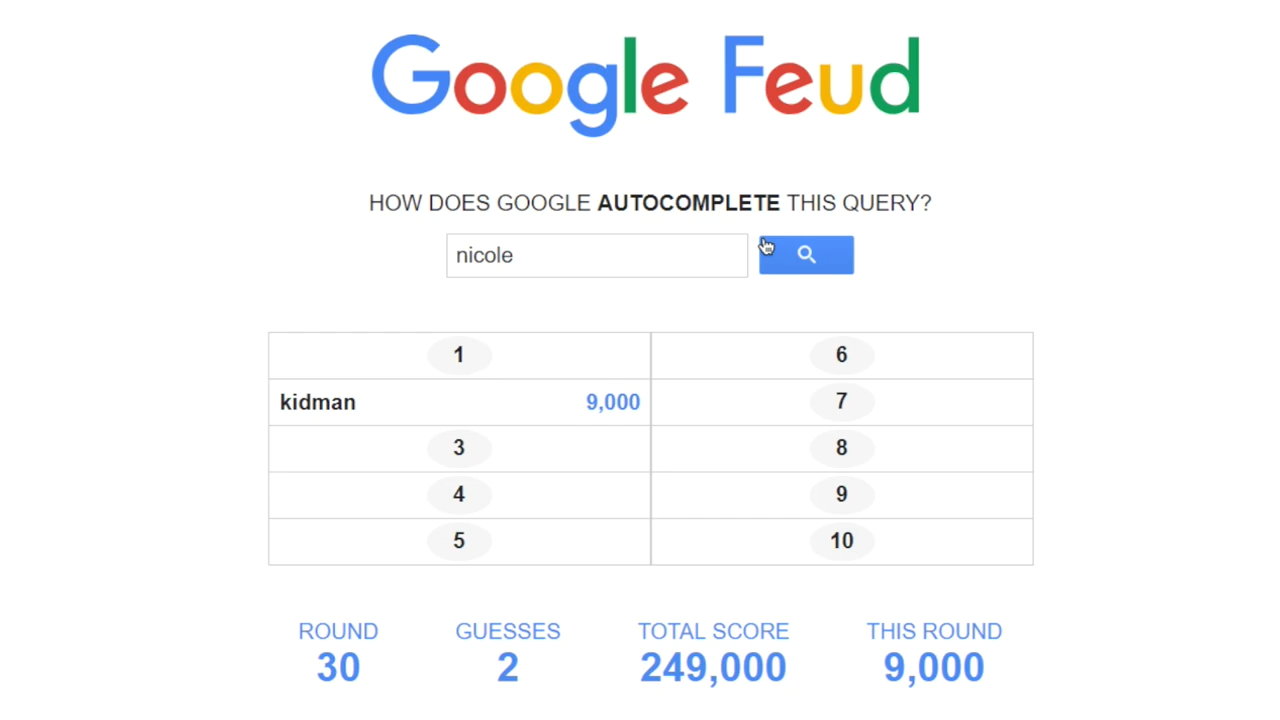 Google Feud
HOW DOES GOOGLE AUTOCOMPLETE THIS QUERY?
nicole
1
kidman 9,000
3
4
5
6
7
8
9
10
ROUND GUESSES TOTAL SCORE THIS ROUND
30 2 249,000 9,000